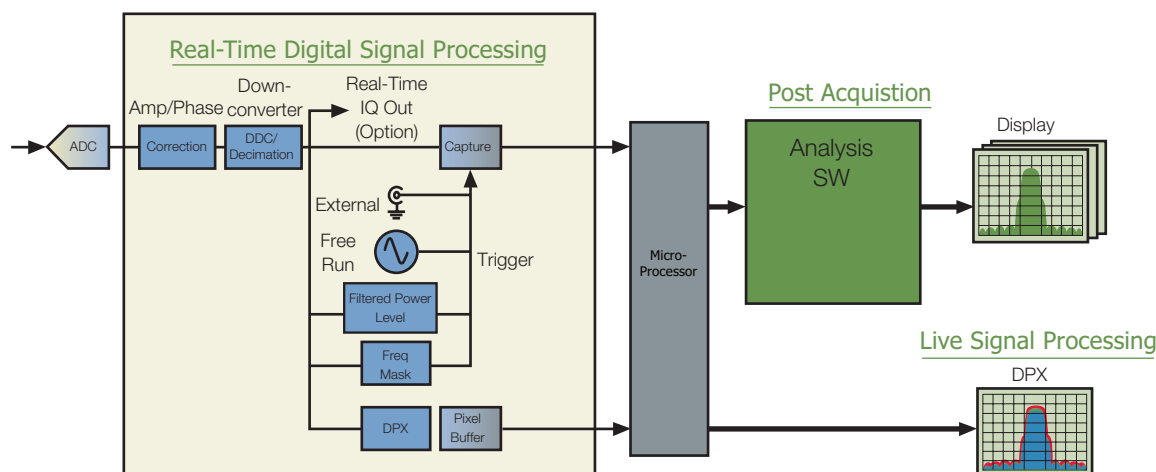 Real-Time Digital Signal Processing
Amp/Phase
Down-
converter
Real-Time
IQ Out
(Option)
ADC
Correction
DDC/
Decimation
Capture
External
Free
Run
Trigger
Filtered Power
Level
Freq
Mask
DPX
Pixel
Buffer
Micro-
Processor
Post Acquistion
Analysis
SW
Display
Live Signal Processing
DPX